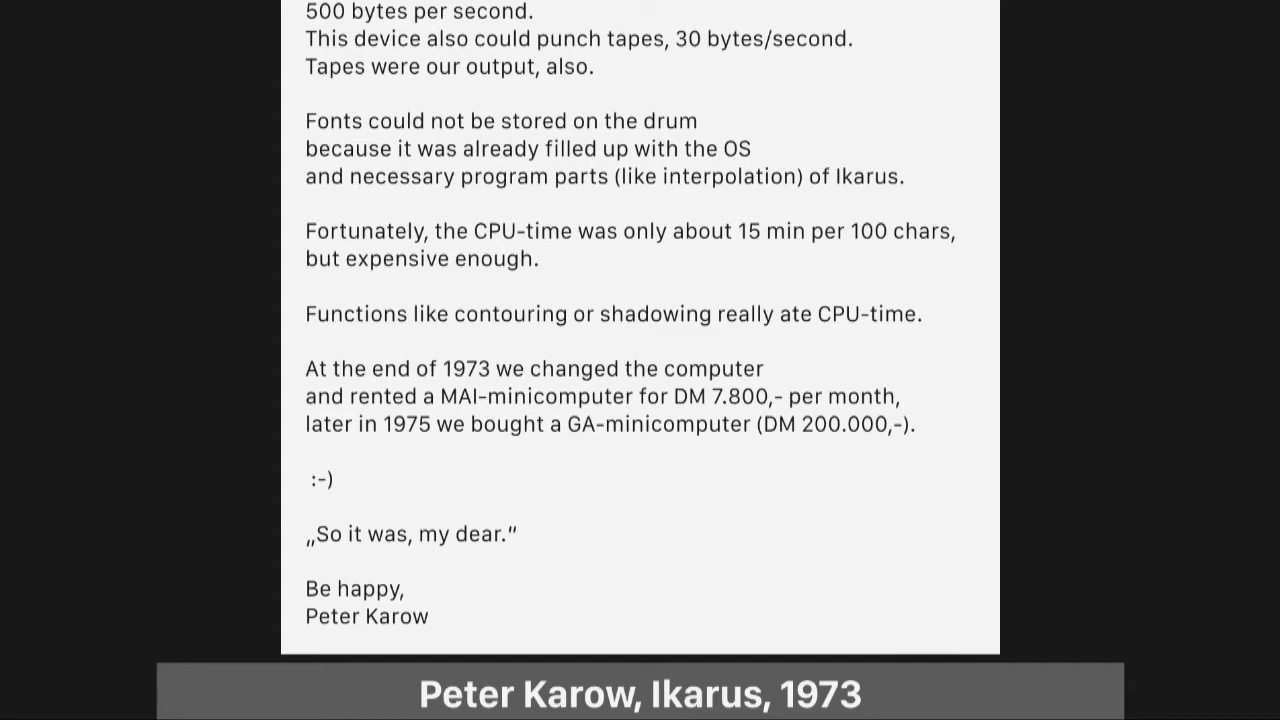 500 bytes per second.
This device also could punch tapes, 30 bytes/second.
Tapes were our output, also.
Fonts could not be stored on the drum
because it was already filled up with the OS
and necessary program parts (like interpolation) of Ikarus.
Fortunately, the CPU-time was only about 15 min per 100 chars,
but expensive enough.
Functions like contouring or shadowing really ate CPU-time.
At the end of 1973 we changed the computer
and rented a MAI-minicomputer for DM 7.800,- per month,
later in 1975 we bought a GA-minicomputer (DM 200.000,-).
:-)
„So it was, my dear."
Be happy,
Peter Karow
Peter Karow, Ikarus, 1973